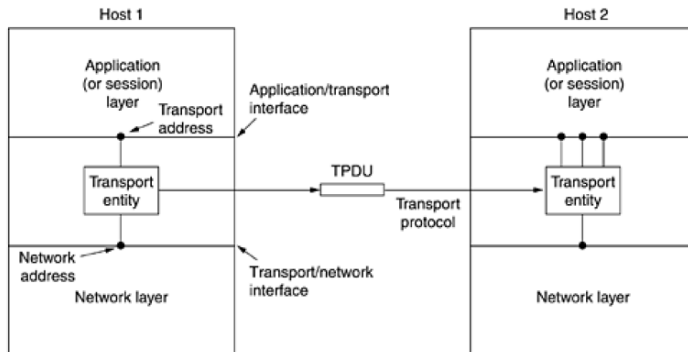 Host 1
Host 2
Application
(or session)
layer
Transport
address
Application/transport
interface
Application
(or session)
layer
Transport
entity
TPDU
Transport
protocol
Transport
entity
Network
address
Transport/network
interface
Network layer
Network layer